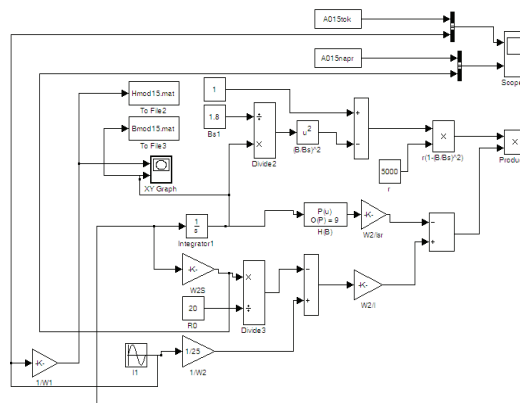 A015tok
A015napr
Scope
Hmod15.mat
To File2
Bmod15.mat
To File3
XY Graph
1
1.8
Bs1
÷
×
Divide2
u²
(B/Bs)^2
+
−
5000
r
×
r(1-(B/Bs)^2)
×
Produ
1
s
Integrator1
P(u)
O(P) = 9
H(B)
-K-
W2/lsr
−
+
-K-
W2S
20
R0
×
÷
Divide3
−
+
-K-
W2/l
-K-
1/W1
I1
1/25
1/W2